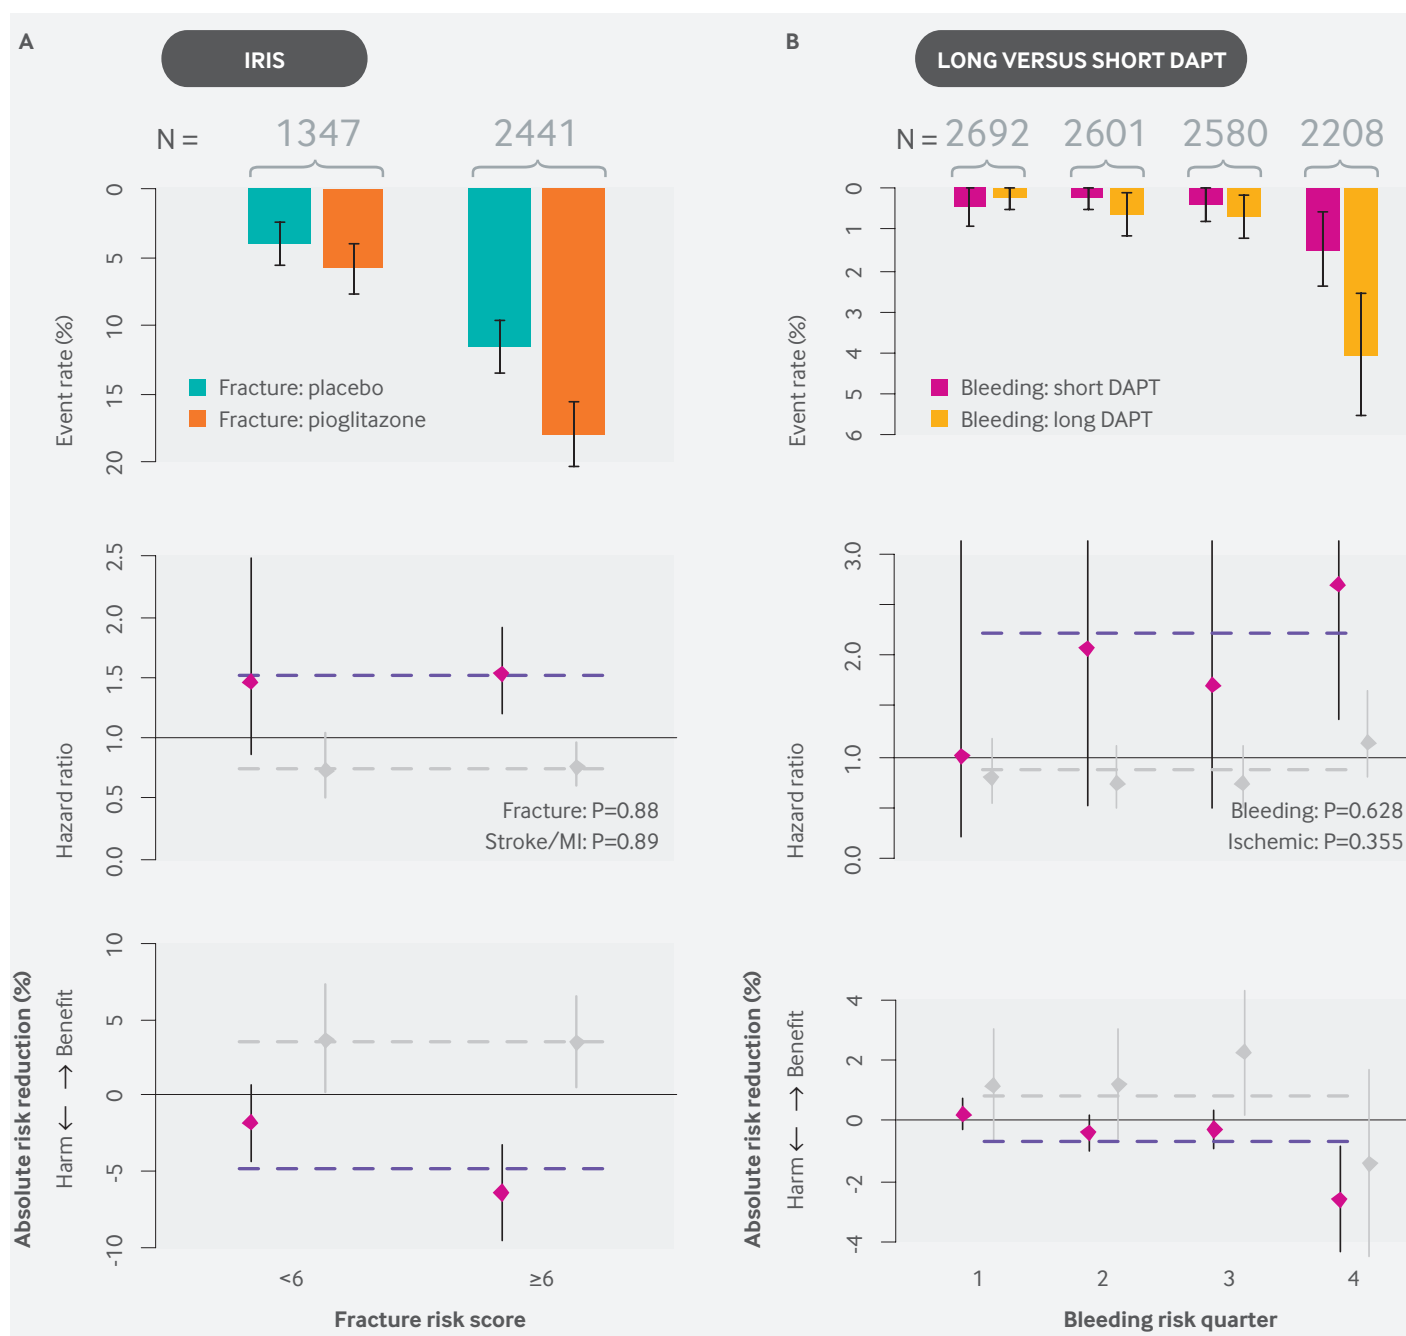 A
IRIS
N = 1347 2441
0
5
10
15
20
Event rate (%)
Fracture: placebo
Fracture: pioglitazone
2.5
2.0
1.5
1.0
0.5
0.0
Hazard ratio
Fracture: P=0.88
Stroke/MI: P=0.89
10
5
0
-5
-10
Absolute risk reduction (%)
Harm ← → Benefit
<6 ≥6
Fracture risk score
B
LONG VERSUS SHORT DAPT
N = 2692 2601 2580 2208
0
1
2
3
4
5
6
Event rate (%)
Bleeding: short DAPT
Bleeding: long DAPT
3.0
2.0
1.0
0.0
Hazard ratio
Bleeding: P=0.628
Ischemic: P=0.355
4
2
0
-2
-4
Absolute risk reduction (%)
Harm ← → Benefit
1 2 3 4
Bleeding risk quarter